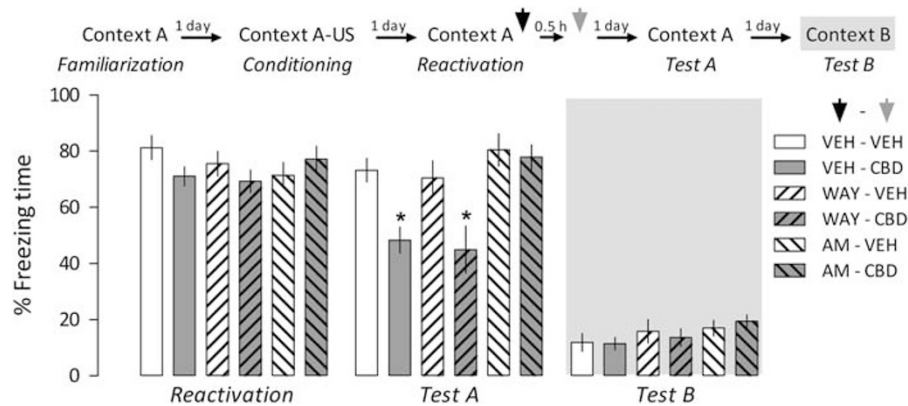 Context A 1 day Context A-US 1 day Context A 0.5 h 1 day Context A 1 day Context B
Familiarization Conditioning Reactivation Test A Test B
% Freezing time
100
80
60
40
20
0
* *
Reactivation Test A Test B
-
VEH - VEH
VEH - CBD
WAY - VEH
WAY - CBD
AM - VEH
AM - CBD